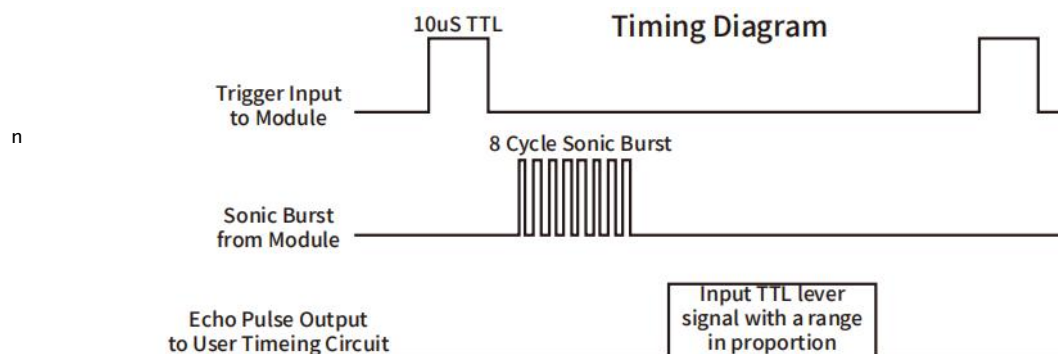 10uS TTL
Timing Diagram
Trigger Input
to Module
n
8 Cycle Sonic Burst
Sonic Burst
from Module
Input TTL lever
signal with a range
in proportion
Echo Pulse Output
to User Timeing Circuit